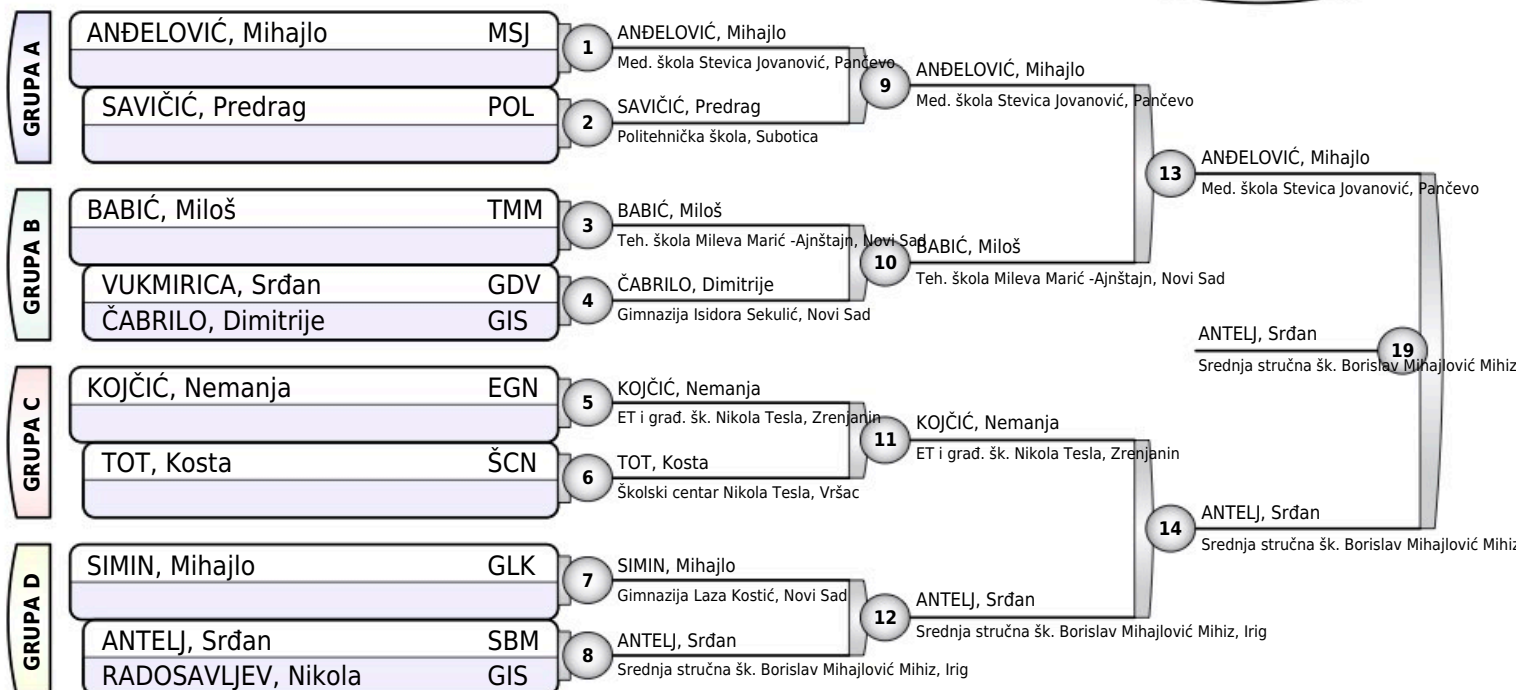 GRUPA A
ANĐELOVIĆ, Mihajlo MSJ
SAVIČIĆ, Predrag POL
GRUPA B
BABIĆ, Miloš TMM
VUKMIRICA, Srđan GDV
ČABRILO, Dimitrije GIS
GRUPA C
KOJČIĆ, Nemanja EGN
TOT, Kosta ŠCN
GRUPA D
SIMIN, Mihajlo GLK
ANTELJ, Srđan SBM
RADOSAVLJEV, Nikola GIS
1
ANĐELOVIĆ, Mihajlo
Med. škola Stevica Jovanović, Pančevo
2
SAVIČIĆ, Predrag
Politehnička škola, Subotica
3
BABIĆ, Miloš
Teh. škola Mileva Marić -Ajnštajn, Novi Sad
4
ČABRILO, Dimitrije
Gimnazija Isidora Sekulić, Novi Sad
5
KOJČIĆ, Nemanja
ET i građ. šk. Nikola Tesla, Zrenjanin
6
TOT, Kosta
Školski centar Nikola Tesla, Vršac
7
SIMIN, Mihajlo
Gimnazija Laza Kostić, Novi Sad
8
ANTELJ, Srđan
Srednja stručna šk. Borislav Mihajlović Mihiz, Irig
9
ANĐELOVIĆ, Mihajlo
Med. škola Stevica Jovanović, Pančevo
10
BABIĆ, Miloš
Teh. škola Mileva Marić -Ajnštajn, Novi Sad
11
KOJČIĆ, Nemanja
ET i građ. šk. Nikola Tesla, Zrenjanin
12
ANTELJ, Srđan
Srednja stručna šk. Borislav Mihajlović Mihiz, Irig
13
ANĐELOVIĆ, Mihajlo
Med. škola Stevica Jovanović, Pančevo
14
ANTELJ, Srđan
Srednja stručna šk. Borislav Mihajlović Mihiz
19
ANTELJ, Srđan
Srednja stručna šk. Borislav Mihajlović Mihiz